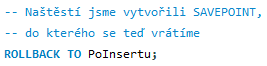 -- Naštěstí jsme vytvořili SAVEPOINT,
-- do kterého se teď vrátíme
ROLLBACK TO PoInsertu;